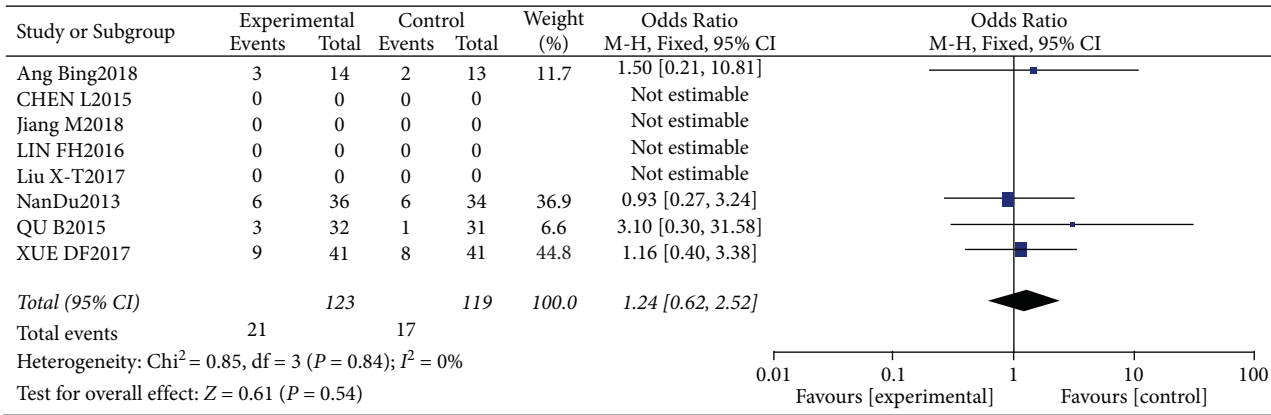 Study or Subgroup Experimental Control Weight Odds Ratio Odds Ratio
Events Total Events Total (%) M-H, Fixed, 95% CI M-H, Fixed, 95% CI
Ang Bing2018 3 14 2 13 11.7 1.50 [0.21, 10.81]
CHEN L2015 0 0 0 0 Not estimable
Jiang M2018 0 0 0 0 Not estimable
LIN FH2016 0 0 0 0 Not estimable
Liu X-T2017 0 0 0 0 Not estimable
NanDu2013 6 36 6 34 36.9 0.93 [0.27, 3.24]
QU B2015 3 32 1 31 6.6 3.10 [0.30, 31.58]
XUE DF2017 9 41 8 41 44.8 1.16 [0.40, 3.38]
Total (95% CI) 123 119 100.0 1.24 [0.62, 2.52]
Total events 21 17
Heterogeneity: Chi² = 0.85, df = 3 (P = 0.84); I² = 0%
Test for overall effect: Z = 0.61 (P = 0.54)
0.01 0.1 1 10 100
Favours [experimental] Favours [control]